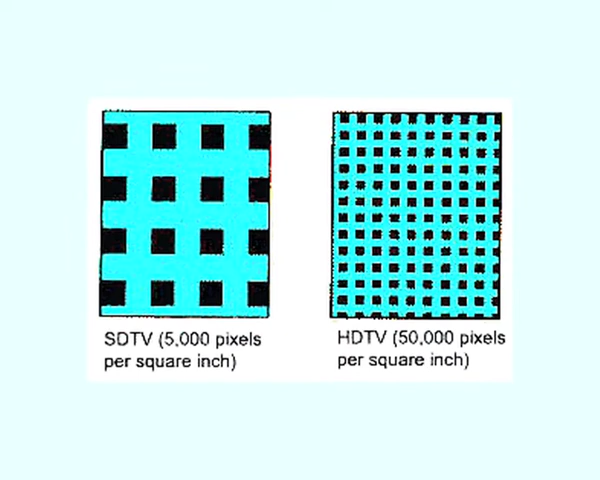 SDTV (5,000 pixels
per square inch)
HDTV (50,000 pixels
per square inch)